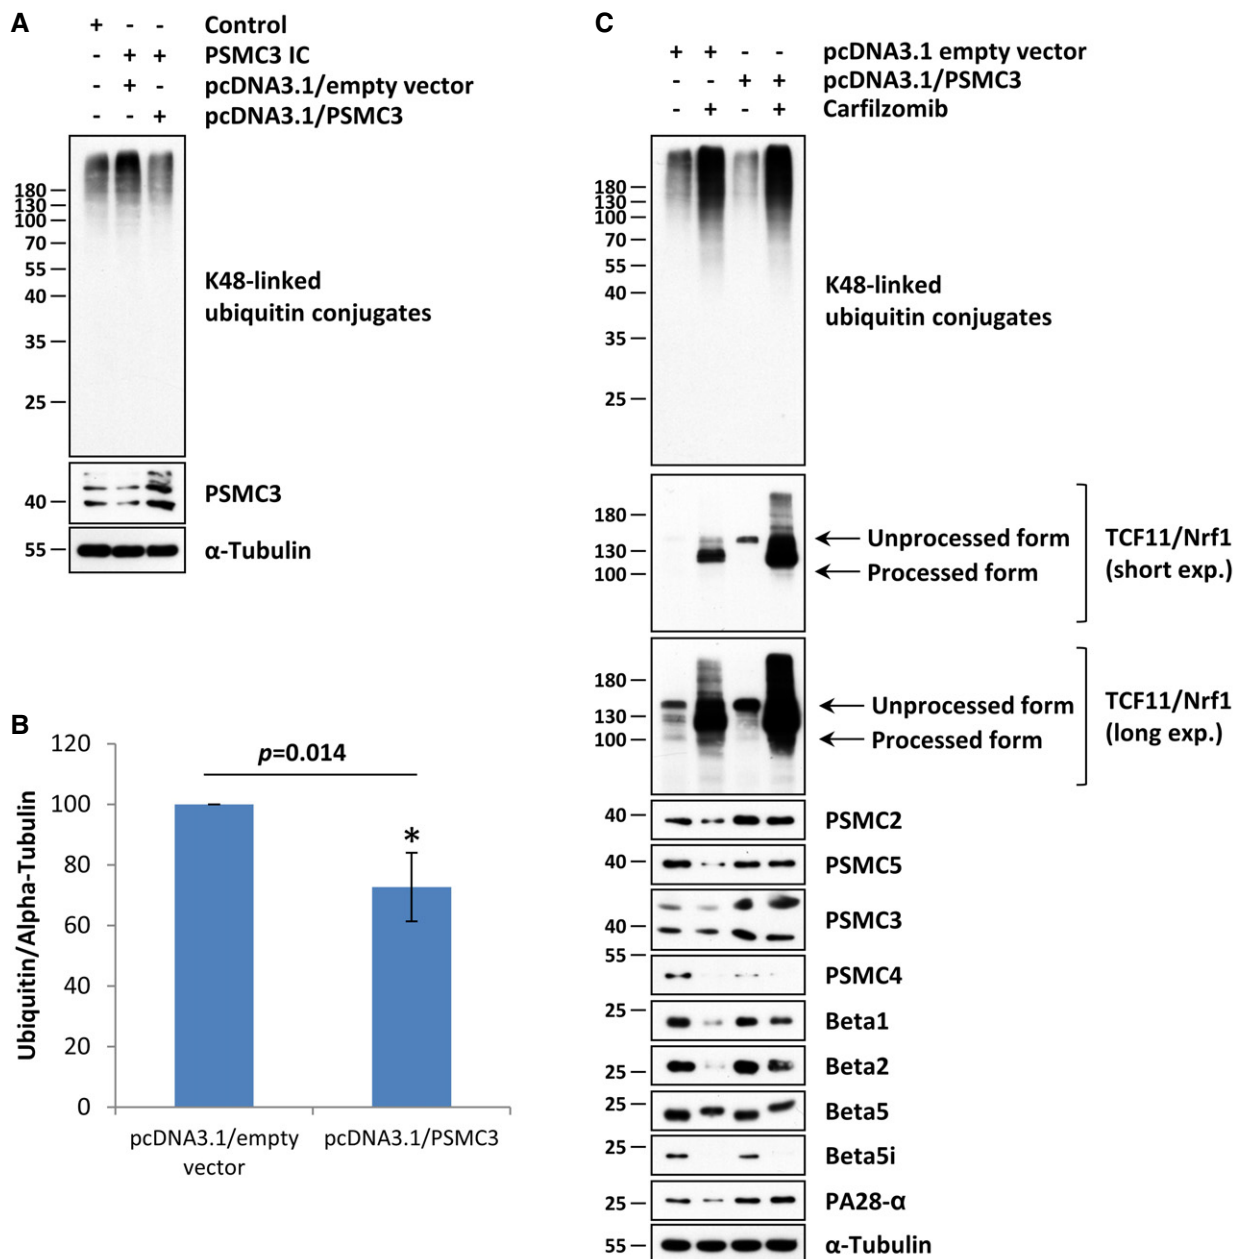 A
+ - - Control
- + + PSMC3 IC
- + - pcDNA3.1/empty vector
- - + pcDNA3.1/PSMC3
180
130
100
70
55
40
35
25
K48-linked
ubiquitin conjugates
40
PSMC3
55
α-Tubulin
B
120
100
80
60
40
20
0
Ubiquitin/Alpha-Tubulin
p=0.014
*
pcDNA3.1/empty
vector
pcDNA3.1/PSMC3
C
+ + - - pcDNA3.1 empty vector
- - + + pcDNA3.1/PSMC3
- + - + Carfilzomib
180
130
100
70
55
40
35
25
K48-linked
ubiquitin conjugates
180
130
100
Unprocessed form
Processed form
TCF11/Nrf1
(short exp.)
180
130
100
Unprocessed form
Processed form
TCF11/Nrf1
(long exp.)
40 PSMC2
40 PSMC5
40 PSMC3
55 PSMC4
25 Beta1
25 Beta2
25 Beta5
25 Beta5i
25 PA28-α
55 α-Tubulin